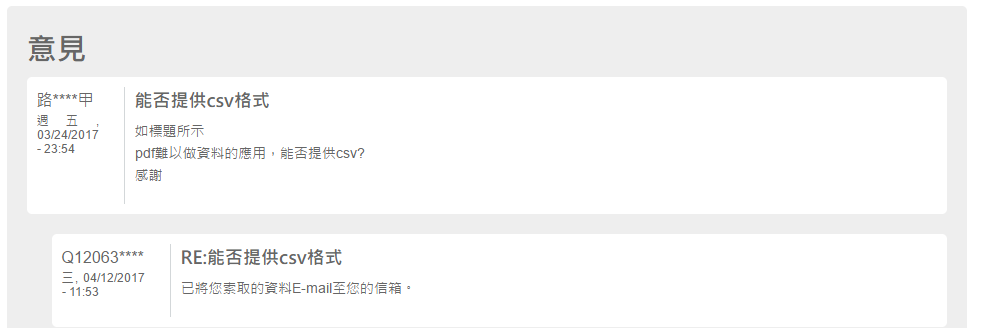 意見
路****甲
週 五 ,
03/24/2017
- 23:54
能否提供csv格式
如標題所示
pdf難以做資料的應用，能否提供csv?
感謝
Q12063****
三, 04/12/2017
- 11:53
RE:能否提供csv格式
已將您索取的資料E-mail至您的信箱。